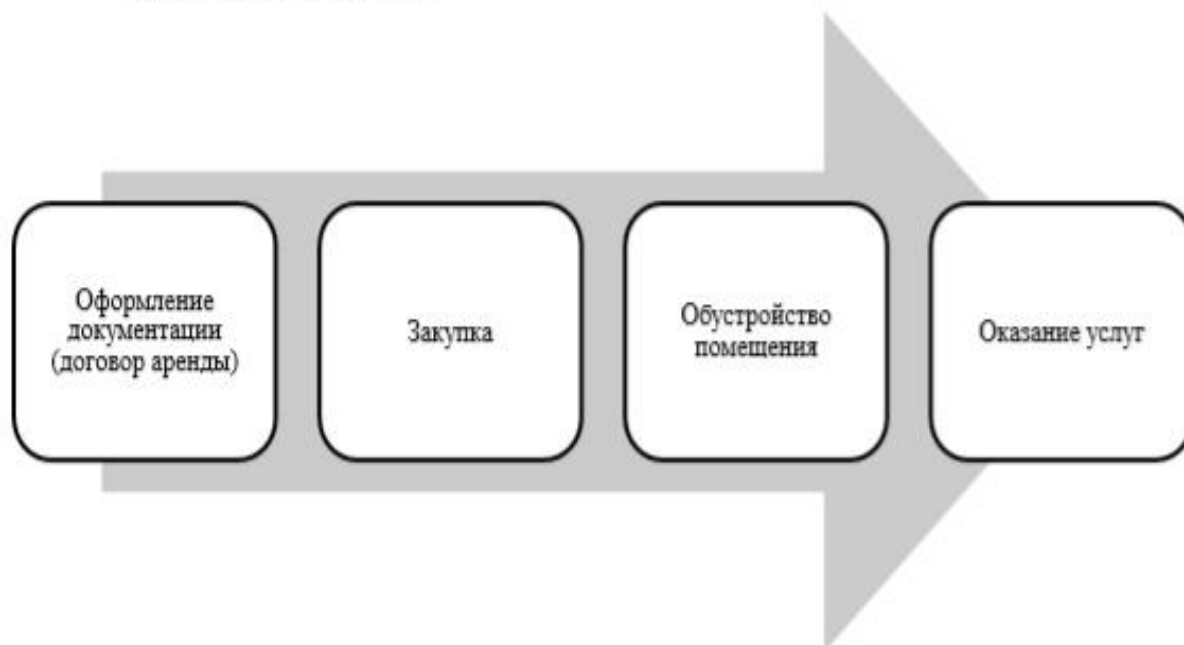 Оформление
документации
(договор аренды)
Закупка
Обустройство
помещения
Оказание услуг